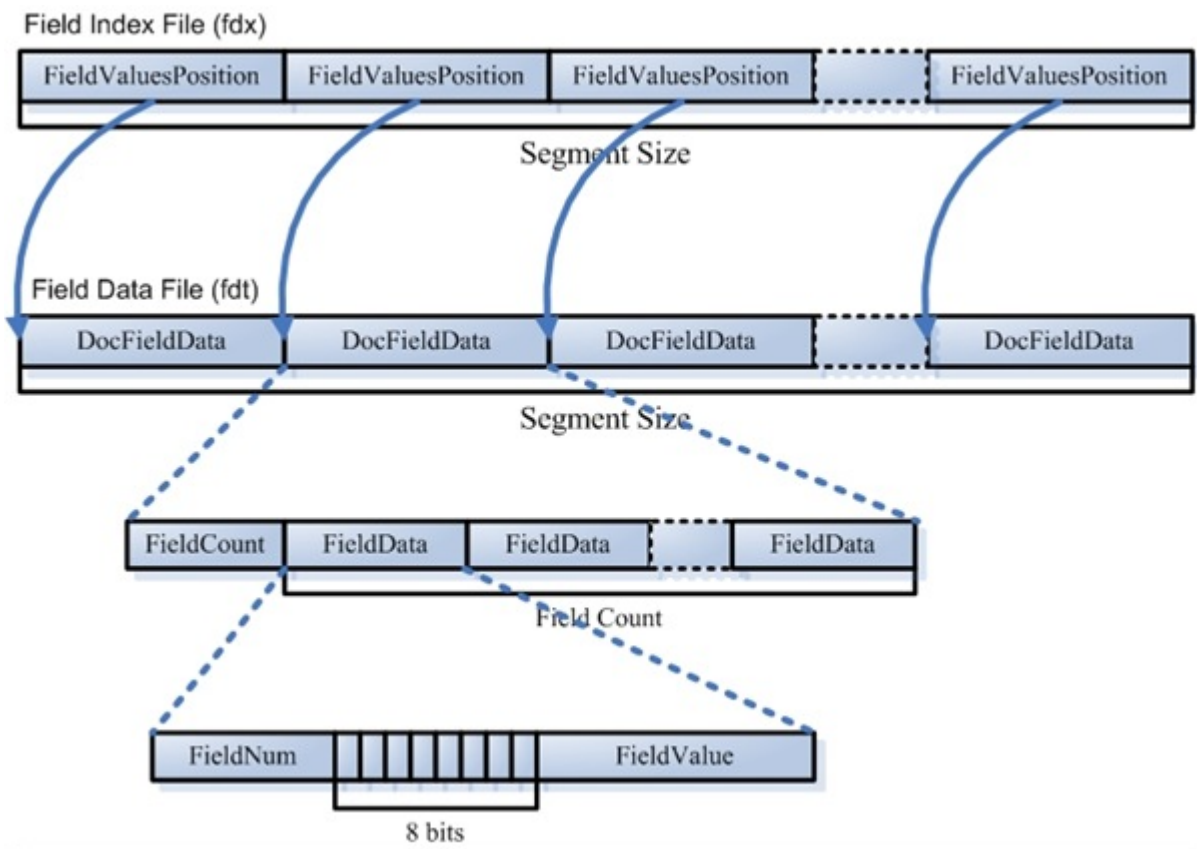 Field Index File (fdx)
FieldValuesPosition FieldValuesPosition FieldValuesPosition FieldValuesPosition
Segment Size
Field Data File (fdt)
DocFieldData DocFieldData DocFieldData DocFieldData
Segment Size
FieldCount FieldData FieldData FieldData
Field Count
FieldNum FieldValue
8 bits